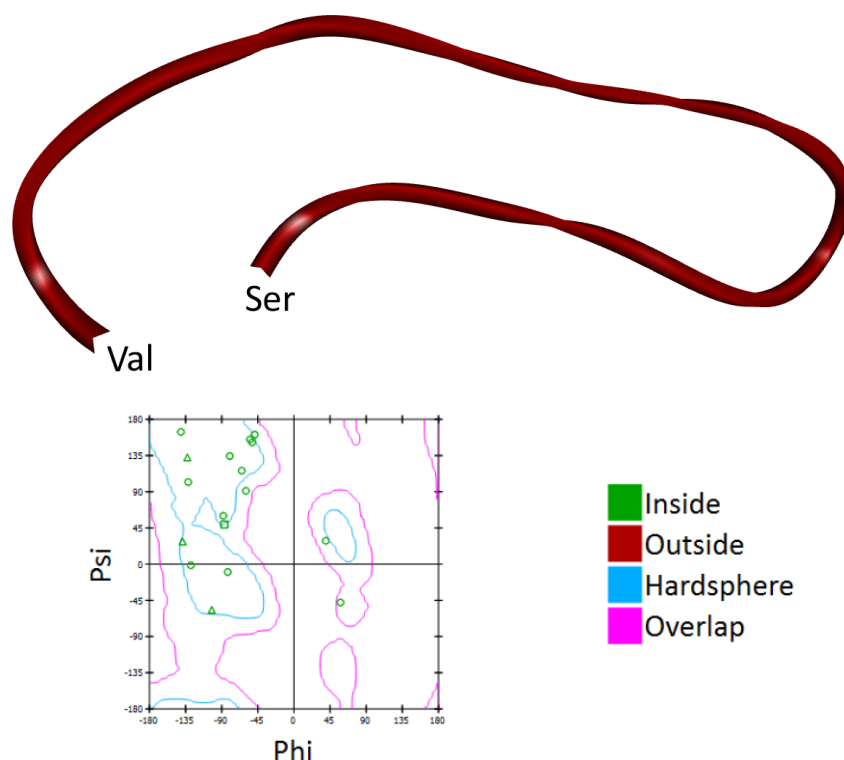 Ser
Val
180
135
90
45
0
-45
-90
-135
-180
-180 -135 -90 -45 0 45 90 135 180
Psi
Phi
Inside
Outside
Hardsphere
Overlap